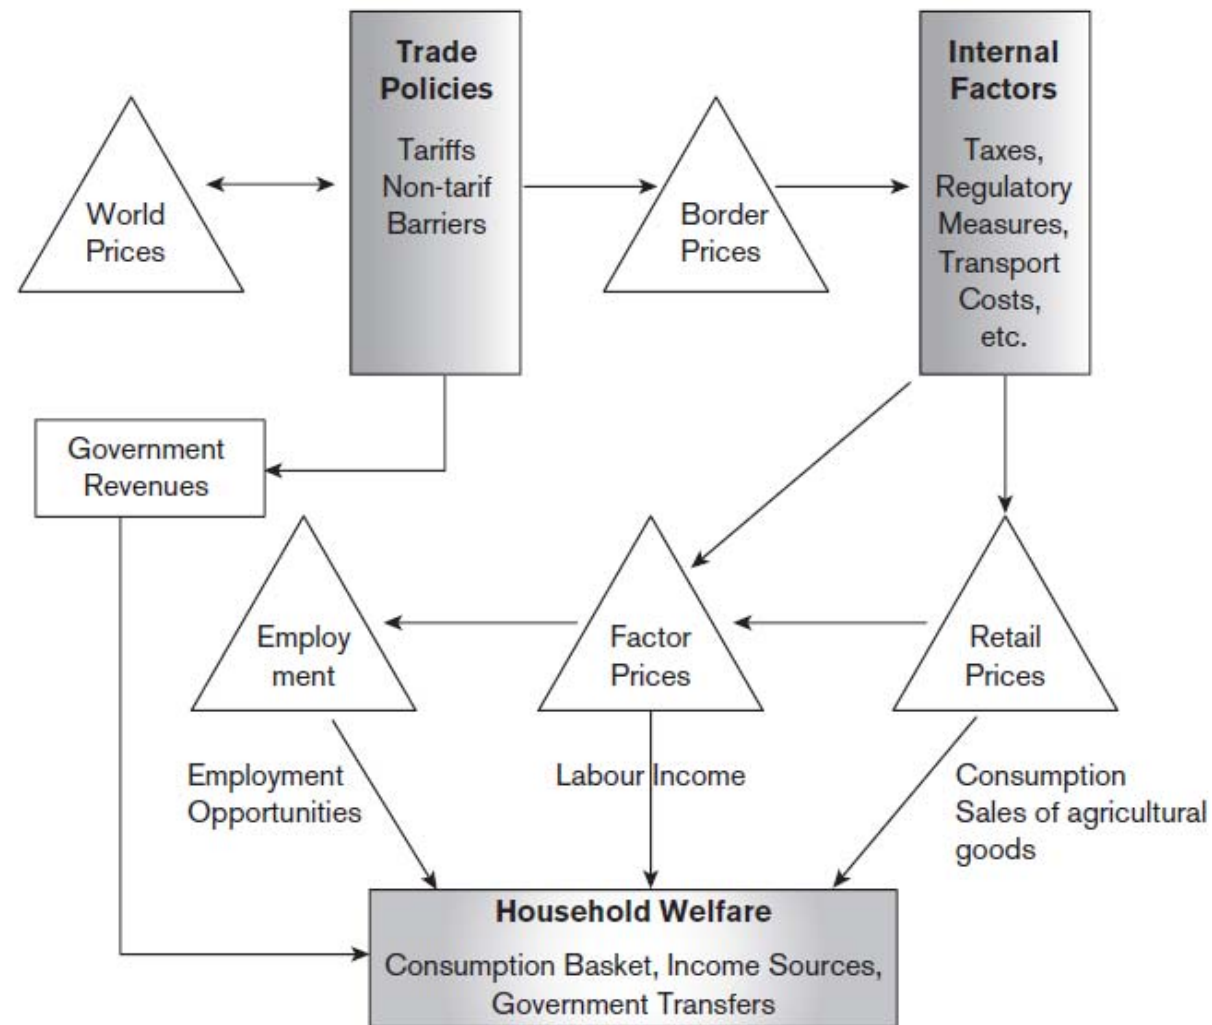 Trade
Policies
Tariffs
Non-tarif
Barriers
Internal
Factors
Taxes,
Regulatory
Measures,
Transport
Costs,
etc.
World
Prices
Border
Prices
Government
Revenues
Employ
ment
Factor
Prices
Retail
Prices
Employment
Opportunities
Labour Income
Consumption
Sales of agricultural
goods
Household Welfare
Consumption Basket, Income Sources,
Government Transfers